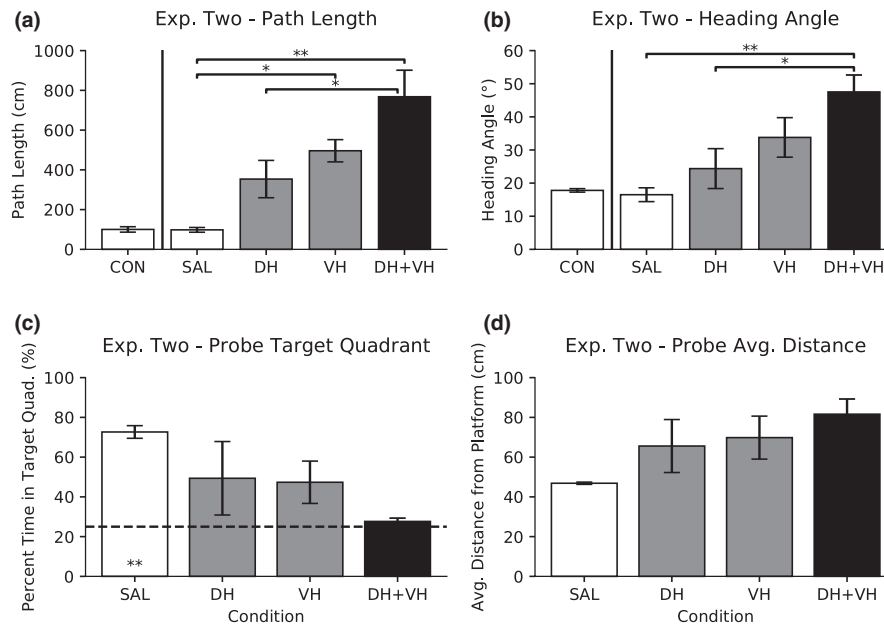 (a)
Exp. Two - Path Length
Path Length (cm)
1000
800
600
400
200
0
**
*
*
CON
SAL
DH
VH
DH+VH
(b)
Exp. Two - Heading Angle
Heading Angle (°)
60
50
40
30
20
10
0
**
*
CON
SAL
DH
VH
DH+VH
(c)
Exp. Two - Probe Target Quadrant
Percent Time in Target Quad. (%)
100
80
60
40
20
0
**
SAL
DH
VH
DH+VH
Condition
(d)
Exp. Two - Probe Avg. Distance
Avg. Distance from Platform (cm)
100
80
60
40
20
0
SAL
DH
VH
DH+VH
Condition